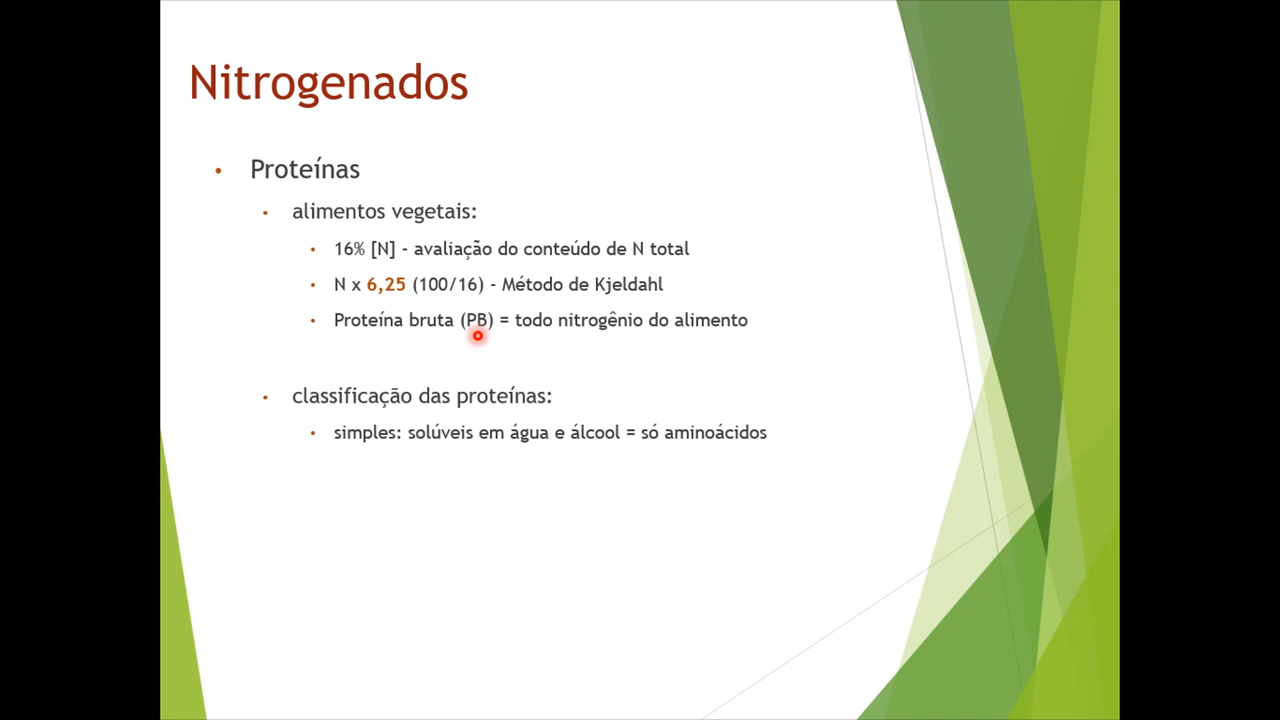 Nitrogenados
• Proteínas
• alimentos vegetais:
• 16% [N] - avaliação do conteúdo de N total
• N x 6,25 (100/16) - Método de Kjeldahl
• Proteína bruta (PB) = todo nitrogênio do alimento
• classificação das proteínas:
• simples: solúveis em água e álcool = só aminoácidos